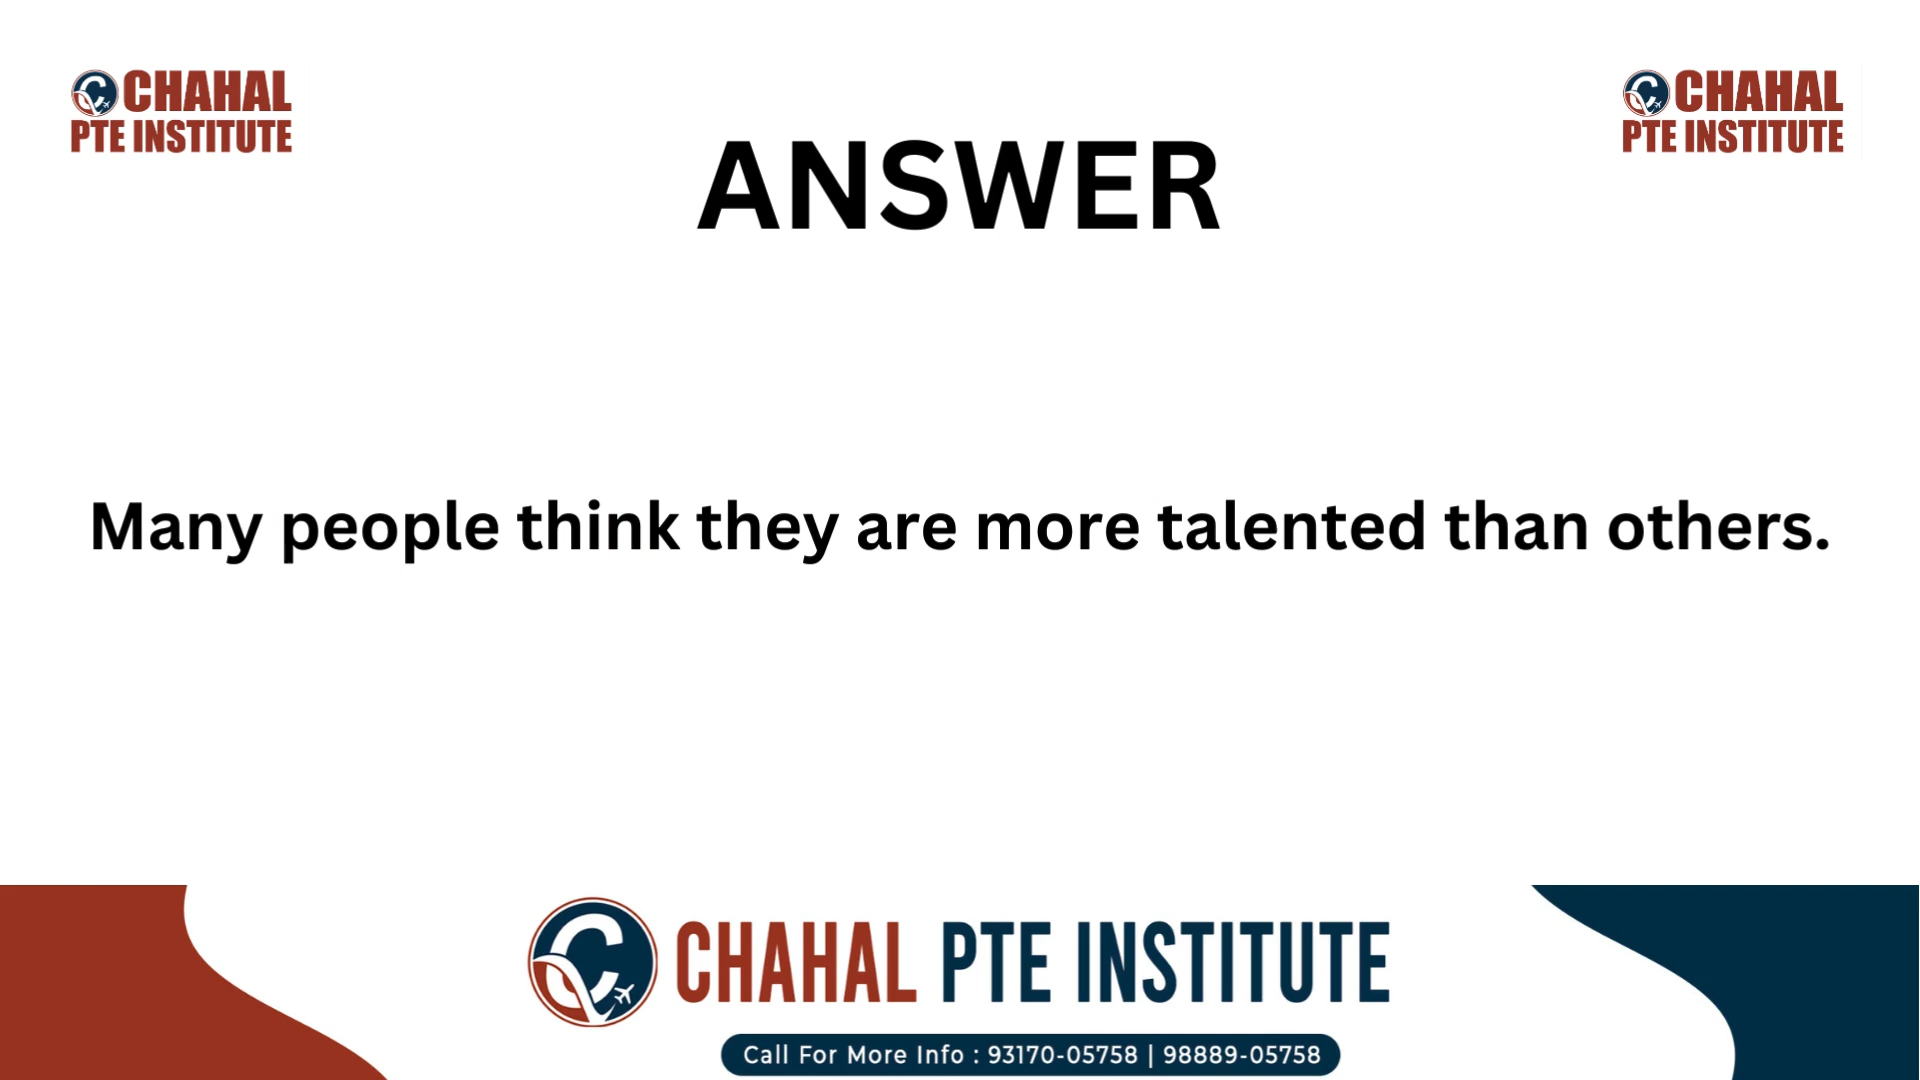 CHAHAL
PTE INSTITUTE
CHAHAL
PTE INSTITUTE
ANSWER
Many people think they are more talented than others.
CHAHAL PTE INSTITUTE
Call For More Info : 93170-05758 | 98889-05758